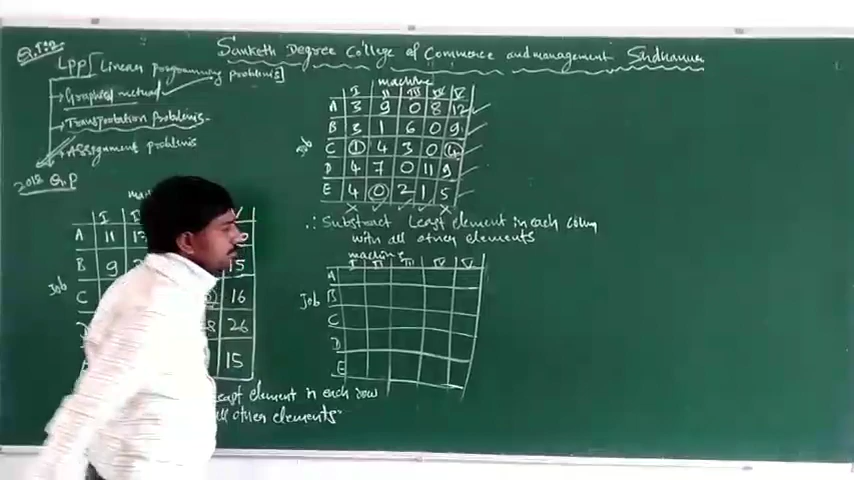 Sanketh Degree College of Commerce and management
LPP [Linear programming problems]
Graphical method
Transportation problems
Assignment problems
2018 Q.P
machine
I II III IV V
A 3 9 0 8 12
B 3 1 6 0 9
C 1 4 3 0 4
D 4 7 0 11 9
E 4 0 2 1 5
∴ Substract Least element in each colum
with all other elements
machine
I II III IV V
Job
A
B
C
D
E
I
A 11
B 9 15
Job C 16
26
15
Least element in each row
all other elements